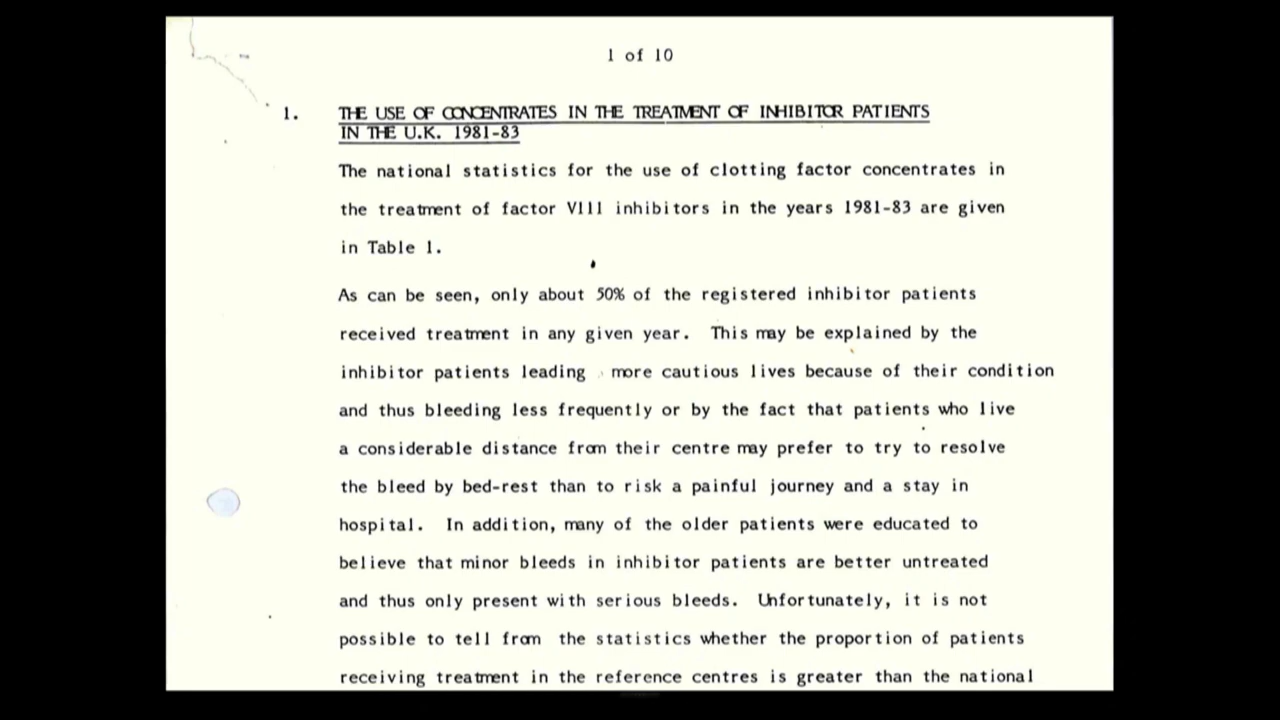 1 of 10
1. THE USE OF CONCENTRATES IN THE TREATMENT OF INHIBITOR PATIENTS
IN THE U.K. 1981-83
The national statistics for the use of clotting factor concentrates in
the treatment of factor VIII inhibitors in the years 1981-83 are given
in Table 1.
As can be seen, only about 50% of the registered inhibitor patients
received treatment in any given year. This may be explained by the
inhibitor patients leading more cautious lives because of their condition
and thus bleeding less frequently or by the fact that patients who live
a considerable distance from their centre may prefer to try to resolve
the bleed by bed-rest than to risk a painful journey and a stay in
hospital. In addition, many of the older patients were educated to
believe that minor bleeds in inhibitor patients are better untreated
and thus only present with serious bleeds. Unfortunately, it is not
possible to tell from the statistics whether the proportion of patients
receiving treatment in the reference centres is greater than the national